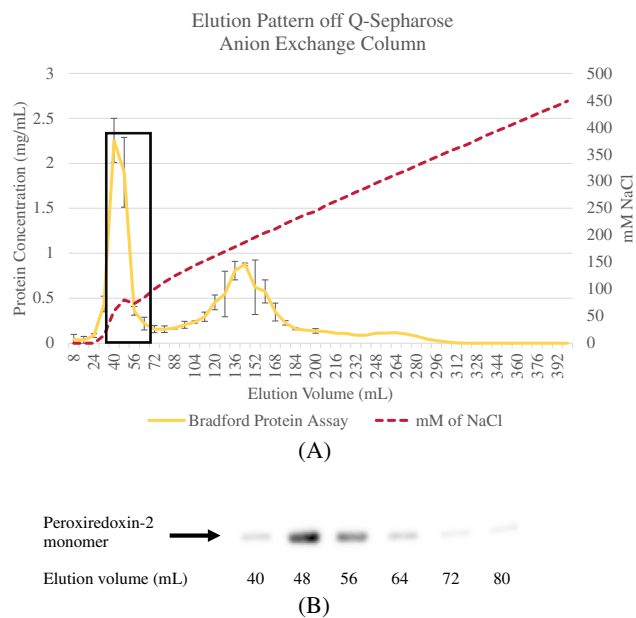 Elution Pattern off Q-Sepharose
Anion Exchange Column
Protein Concentration (mg/mL)
3
2.5
2
1.5
1
0.5
0
500
450
400
350
300
250
200
150
100
50
0
mM NaCl
8 24 40 56 72 88 104 120 136 152 168 184 200 216 232 248 264 280 296 312 328 344 360 376 392
Elution Volume (mL)
Bradford Protein Assay mM of NaCl
(A)
Peroxiredoxin-2
monomer
Elution volume (mL) 40 48 56 64 72 80
(B)